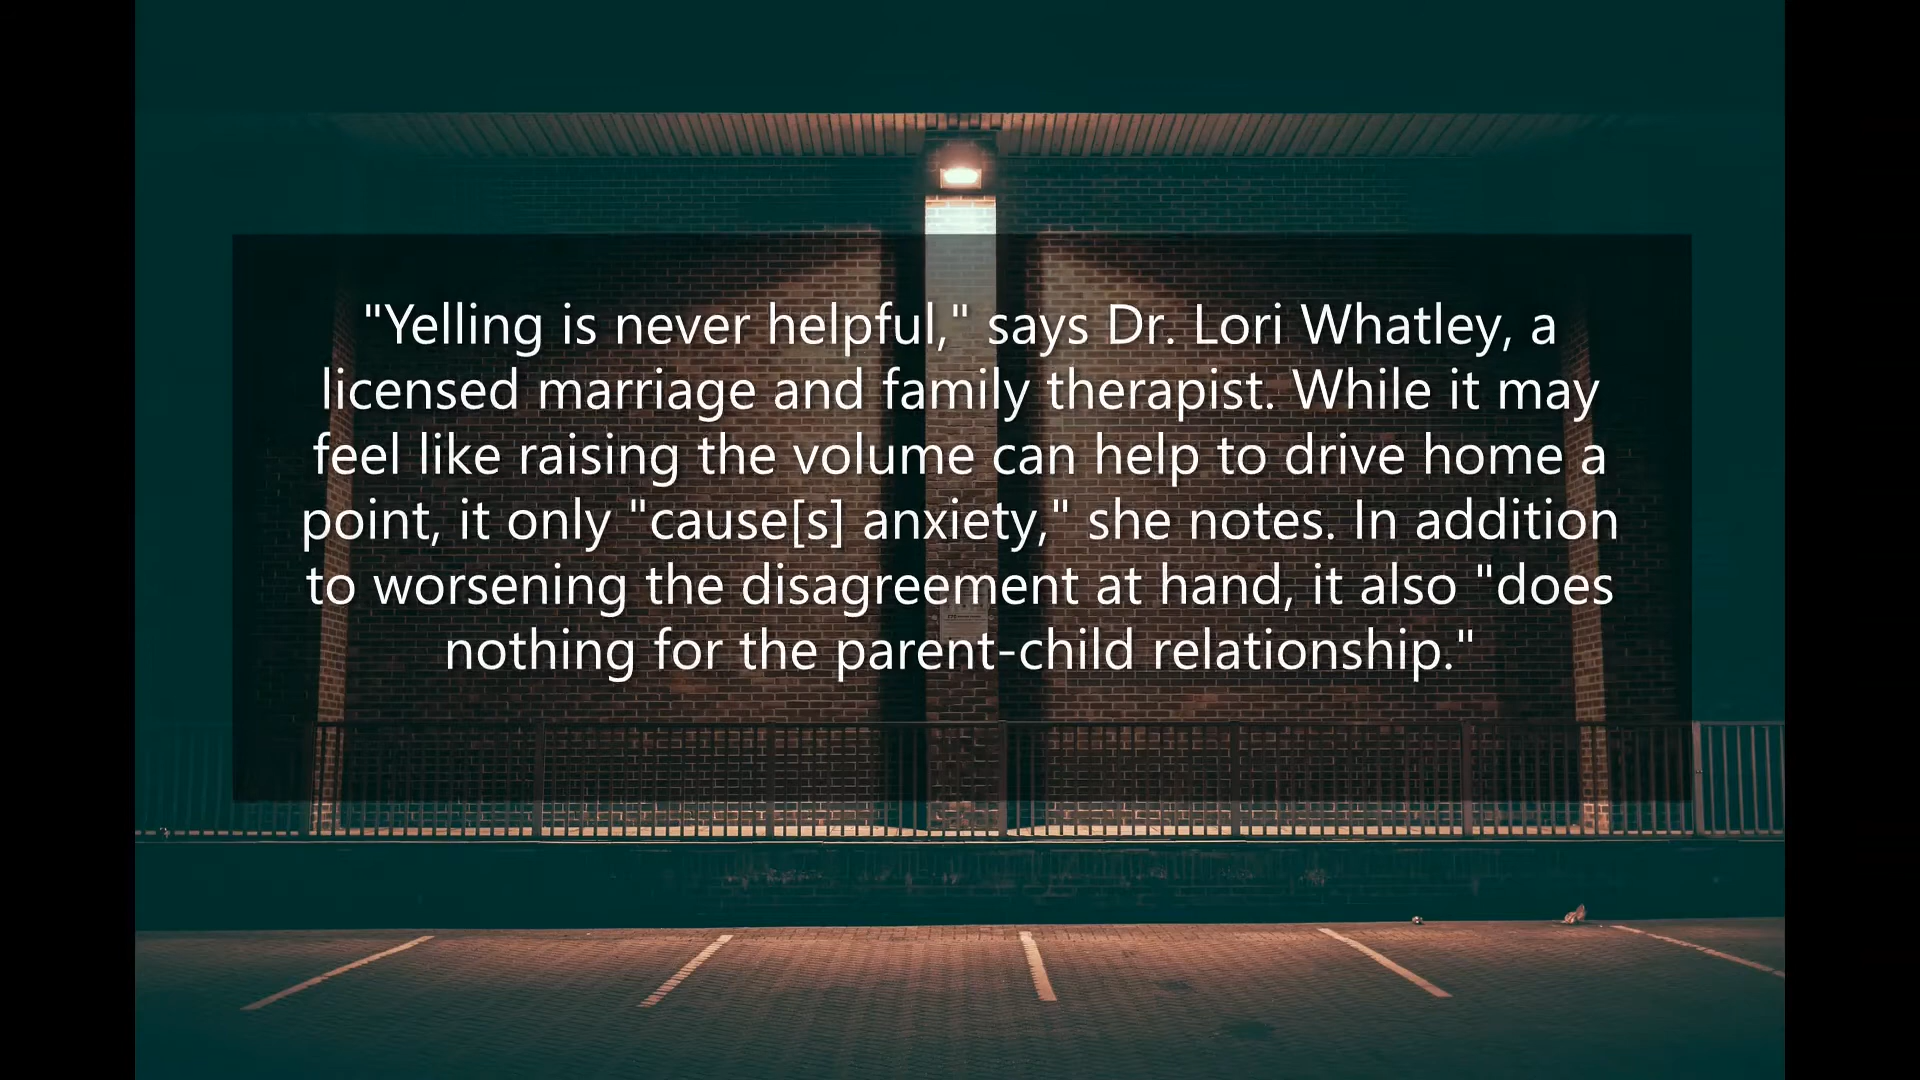 "Yelling is never helpful," says Dr. Lori Whatley, a
licensed marriage and family therapist. While it may
feel like raising the volume can help to drive home a
point, it only "cause[s] anxiety," she notes. In addition
to worsening the disagreement at hand, it also "does
nothing for the parent-child relationship."